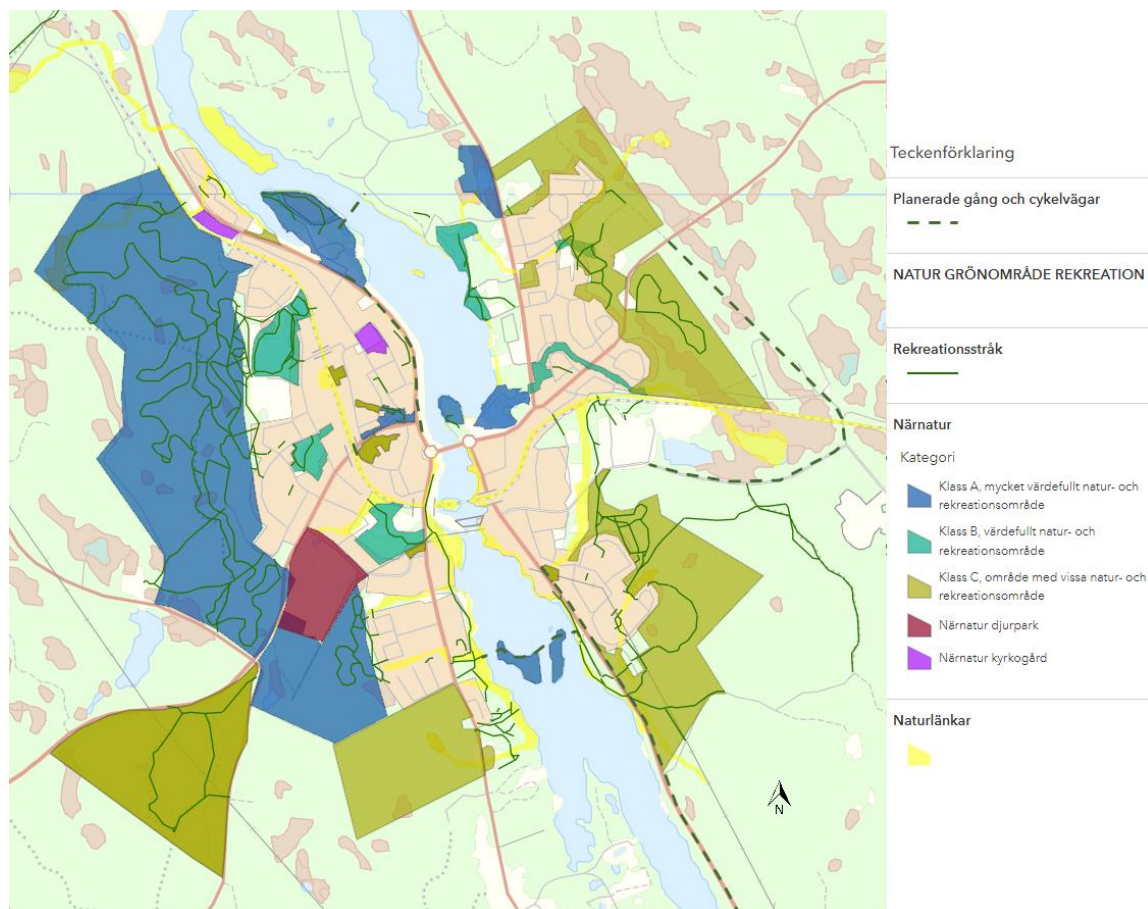 Teckenförklaring
Planerade gång och cykelvägar
NATUR GRÖNOMRÅDE REKREATION
Rekreationsstråk
Närnatur
Kategori
Klass A, mycket värdefullt natur- och
rekreationsområde
Klass B, värdefullt natur- och
rekreationsområde
Klass C, område med vissa natur- och
rekreationsområde
Närnatur djurpark
Närnatur kyrkogård
Naturlänkar
N